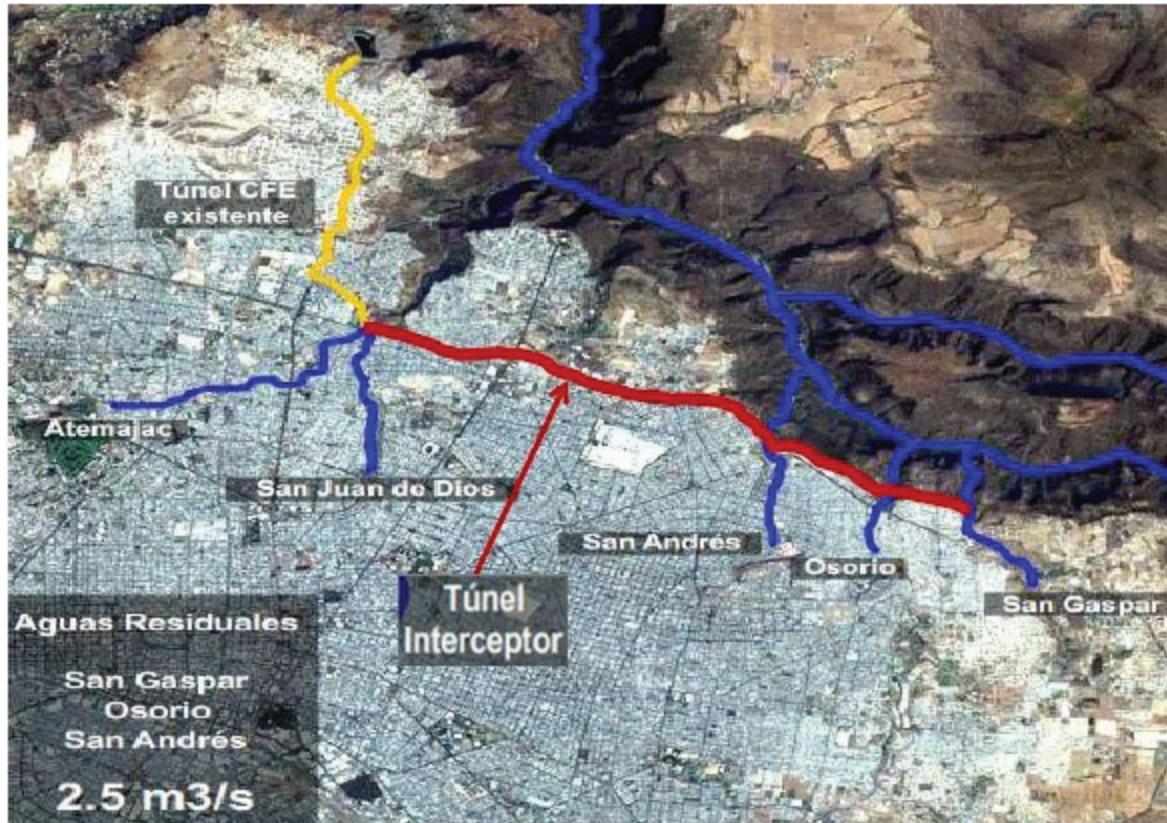 Túnel CFE
existente
Atemajac
San Juan de Dios
San Andrés
Osorio
San Gaspar
Túnel
Interceptor
Aguas Residuales
San Gaspar
Osorio
San Andrés
2.5 m3/s